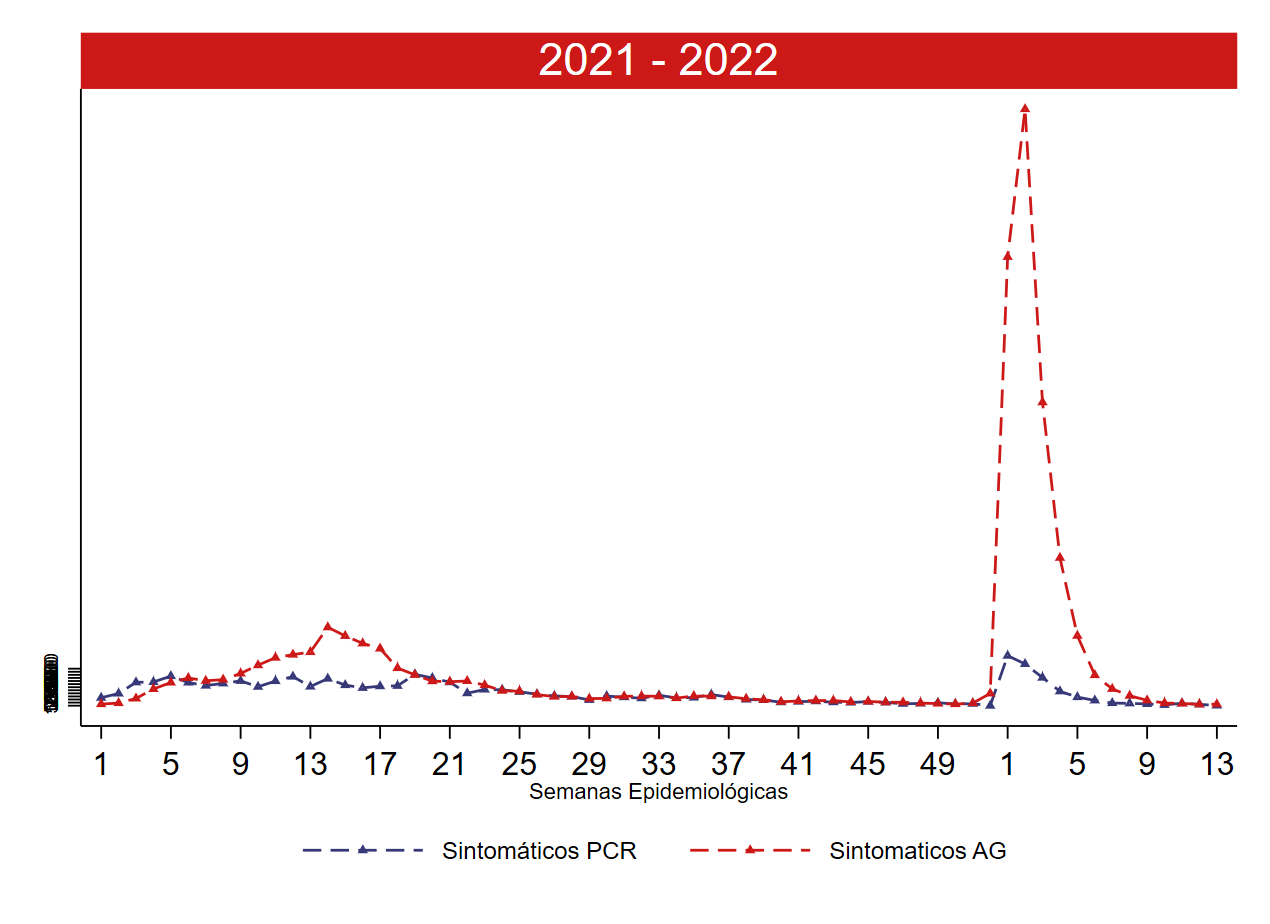 2021 - 2022
1 5 9 13 17 21 25 29 33 37 41 45 49 1 5 9 13
Semanas Epidemiológicas
Sintomáticos PCR Sintomaticos AG